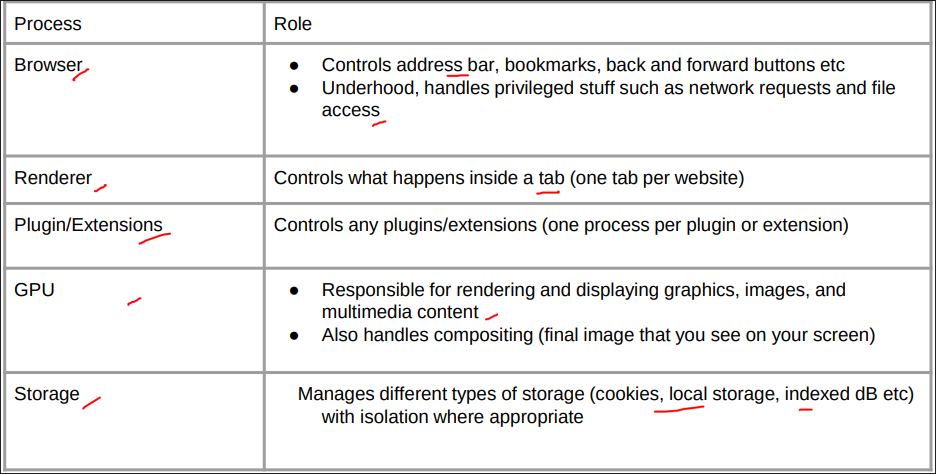 Process Role
Browser
● Controls address bar, bookmarks, back and forward buttons etc
● Underhood, handles privileged stuff such as network requests and file
access
Renderer
Controls what happens inside a tab (one tab per website)
Plugin/Extensions
Controls any plugins/extensions (one process per plugin or extension)
GPU
● Responsible for rendering and displaying graphics, images, and
multimedia content
● Also handles compositing (final image that you see on your screen)
Storage
Manages different types of storage (cookies, local storage, indexed dB etc)
with isolation where appropriate